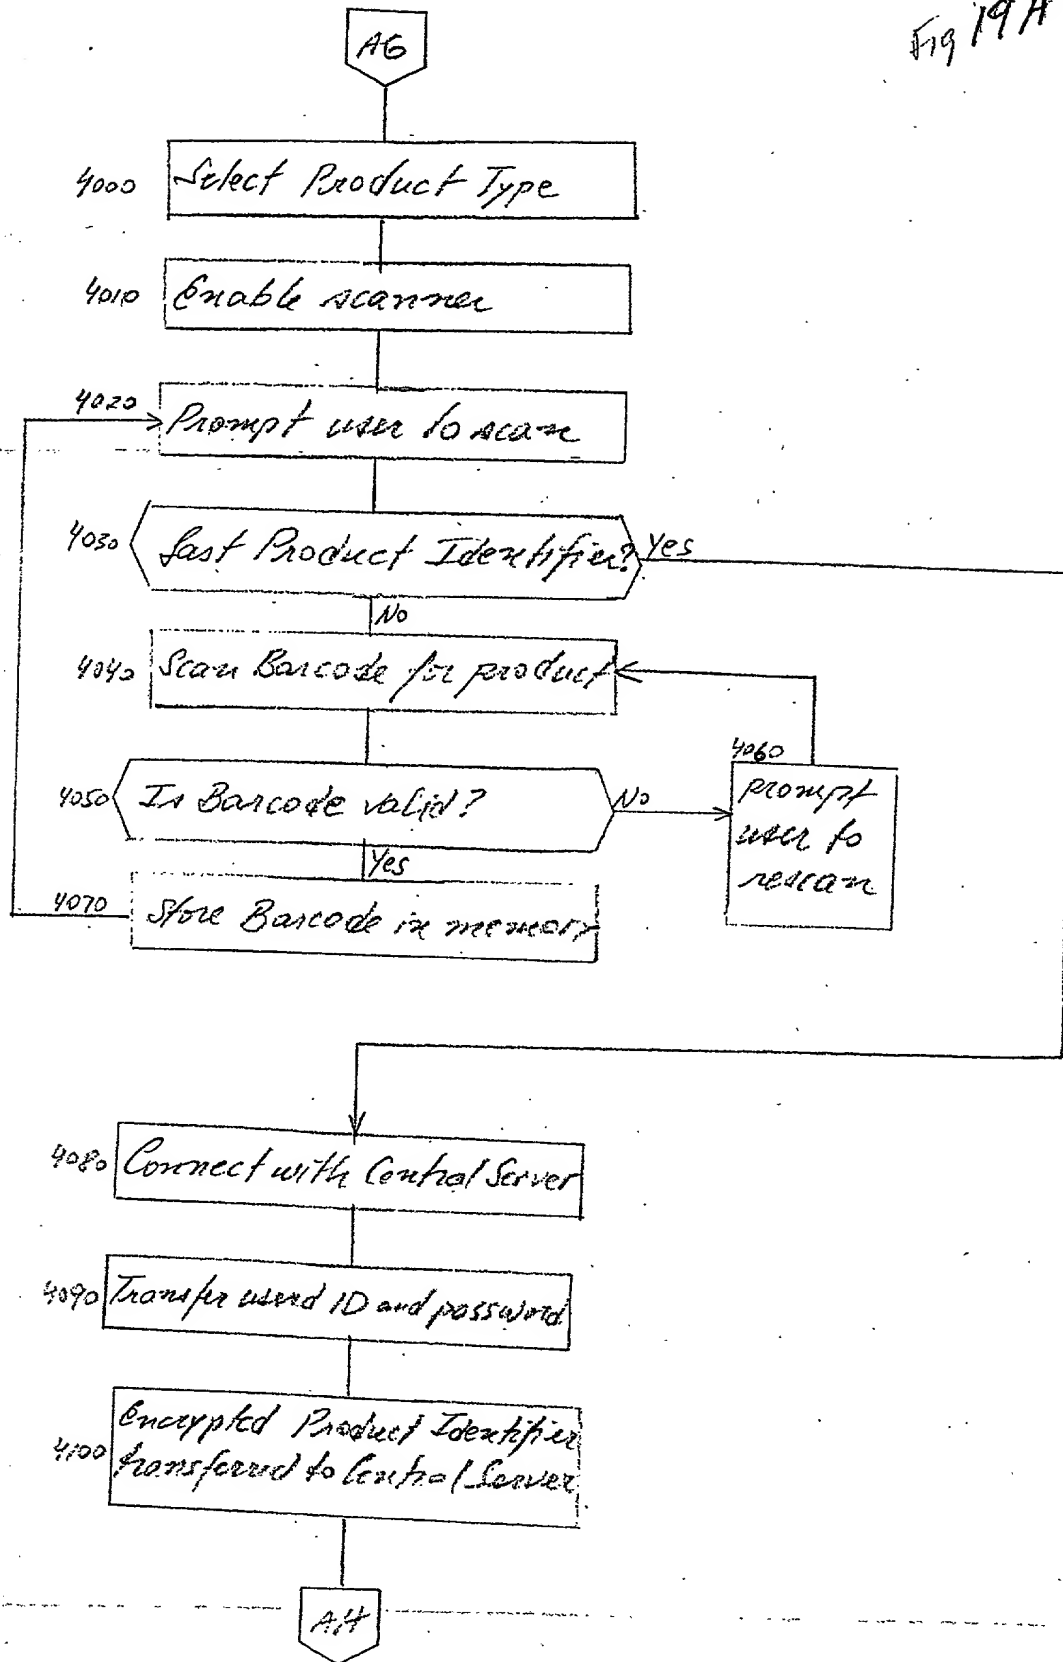 Fig 19A
AG
4000 Select Product Type
4010 Enable scanner
4020
Prompt user to scan
4030 Last Product Identifier? Yes
No
4040 Scan Barcode for product
4050 Is Barcode valid? No
4060
prompt
user to
rescan
Yes
4070 Store Barcode in memory
4080 Connect with Central Server
4090 Transfer userd ID and password
Encrypted Product Identifier
4100 transferred to Central Server
AH